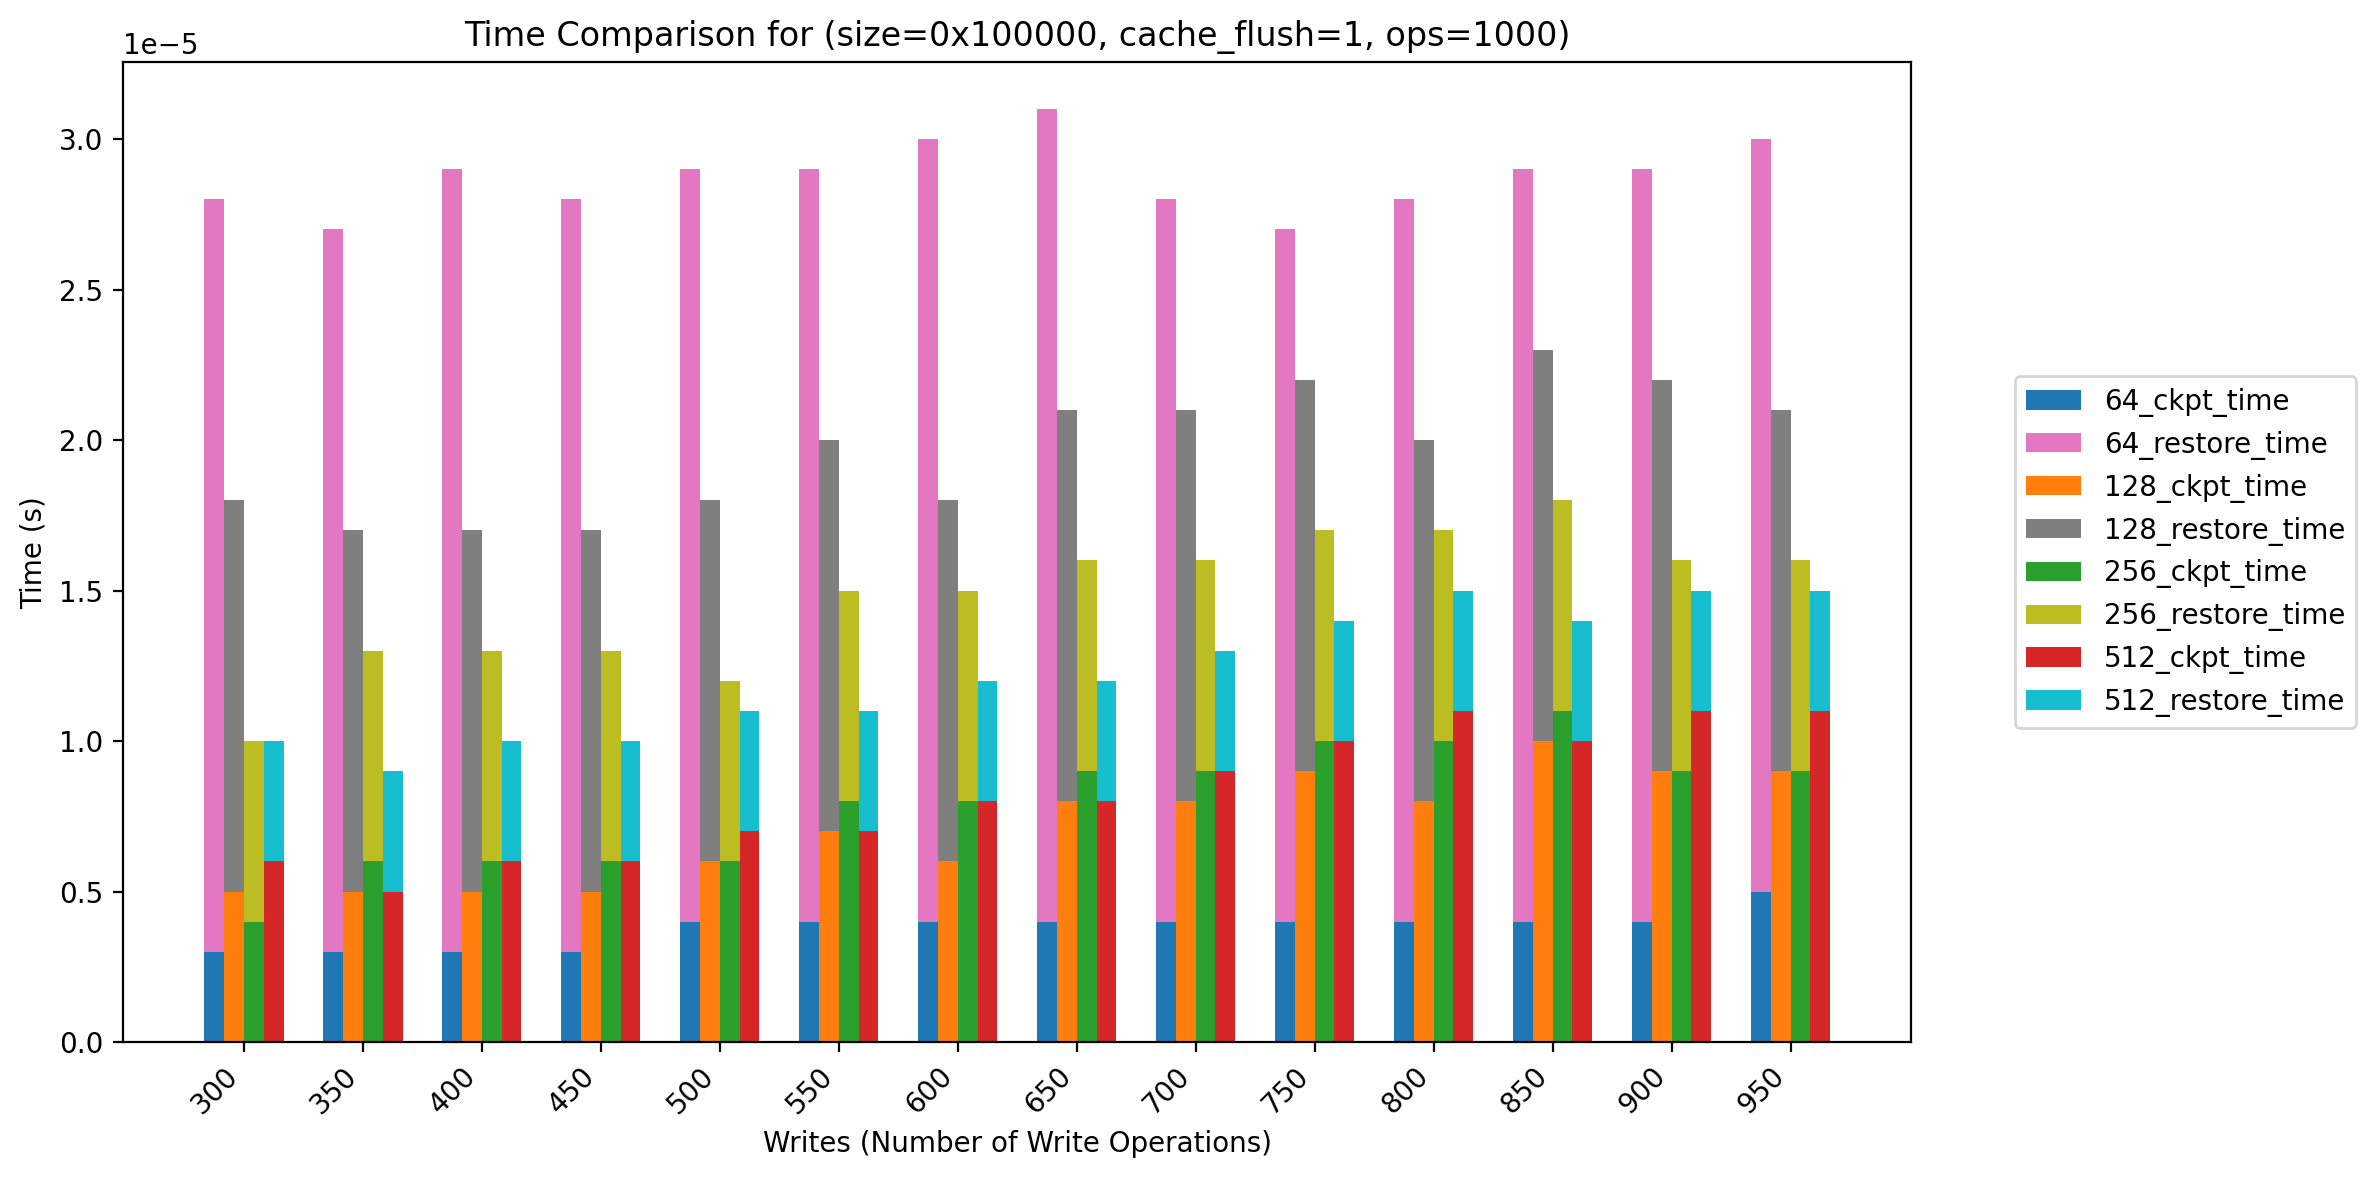 Time Comparison for (size=0x100000, cache_flush=1, ops=1000)
1e−5
3.0
2.5
2.0
1.5
1.0
0.5
0.0
Time (s)
300
350
400
450
500
550
600
650
700
750
800
850
900
950
Writes (Number of Write Operations)
64_ckpt_time
64_restore_time
128_ckpt_time
128_restore_time
256_ckpt_time
256_restore_time
512_ckpt_time
512_restore_time